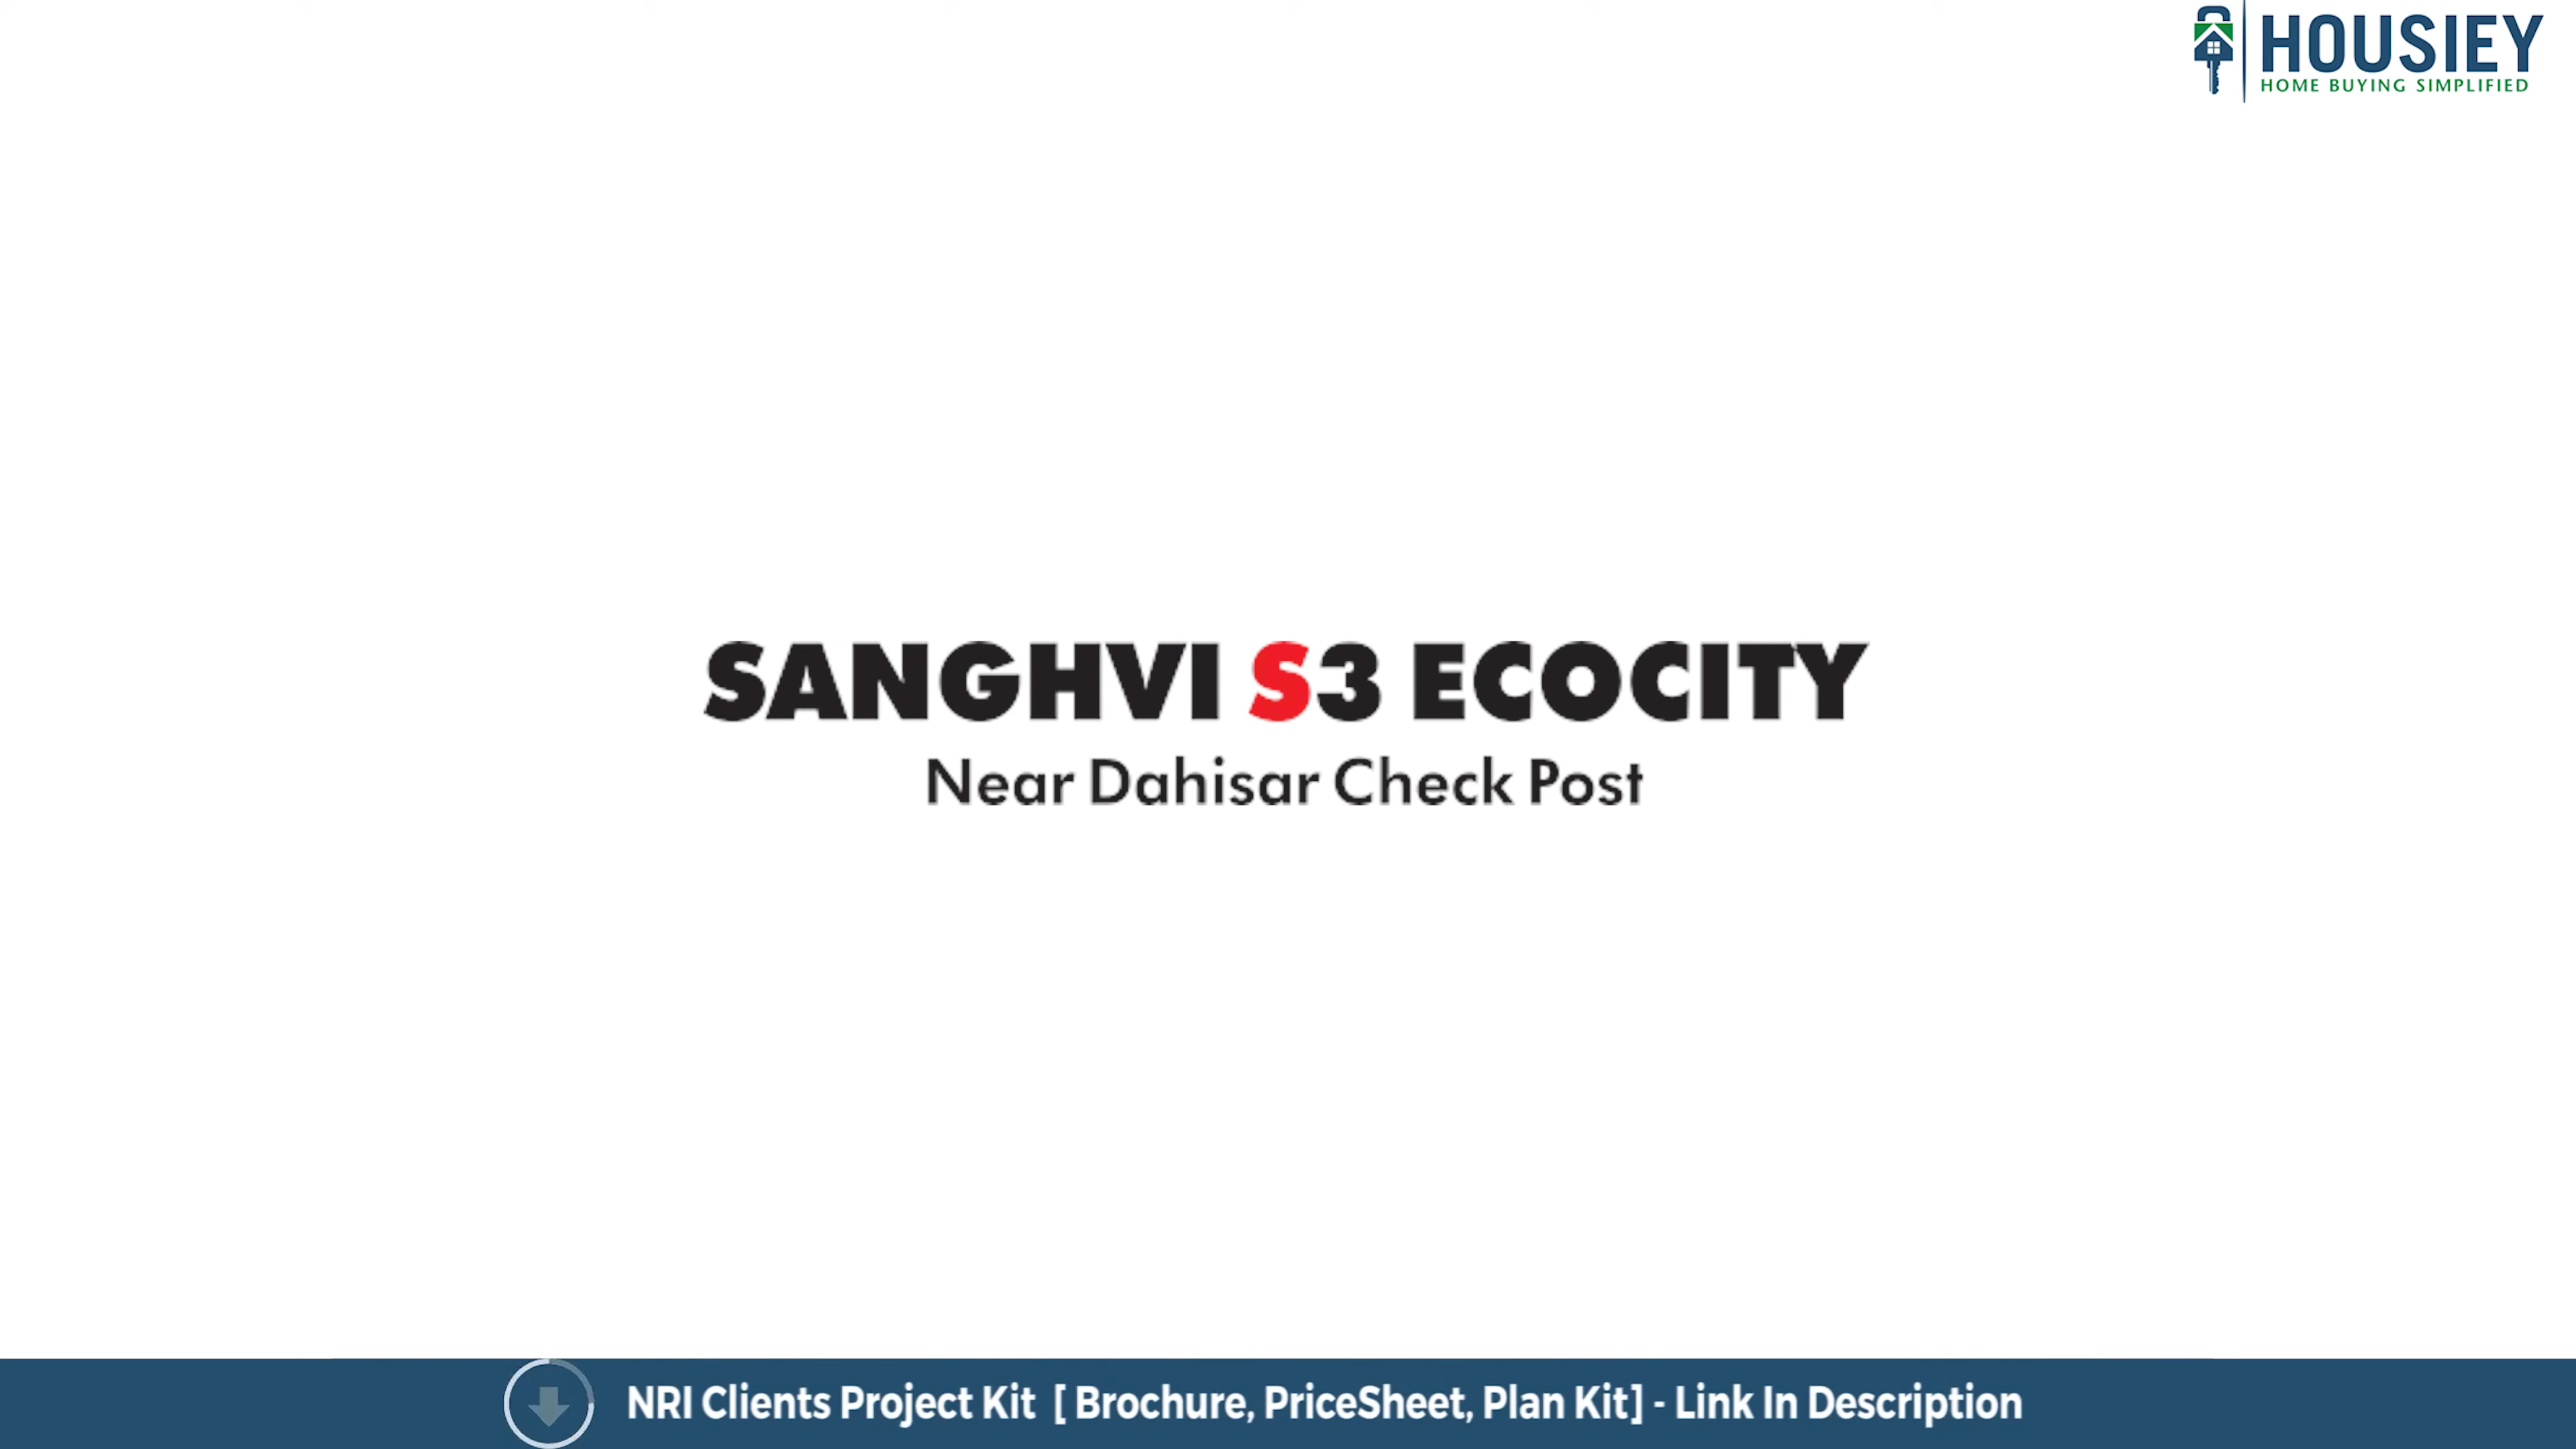 HOUSIEY
HOME BUYING SIMPLIFIED
SANGHVI S3 ECOCITY
Near Dahisar Check Post
NRI Clients Project Kit [ Brochure, PriceSheet, Plan Kit] - Link In Description